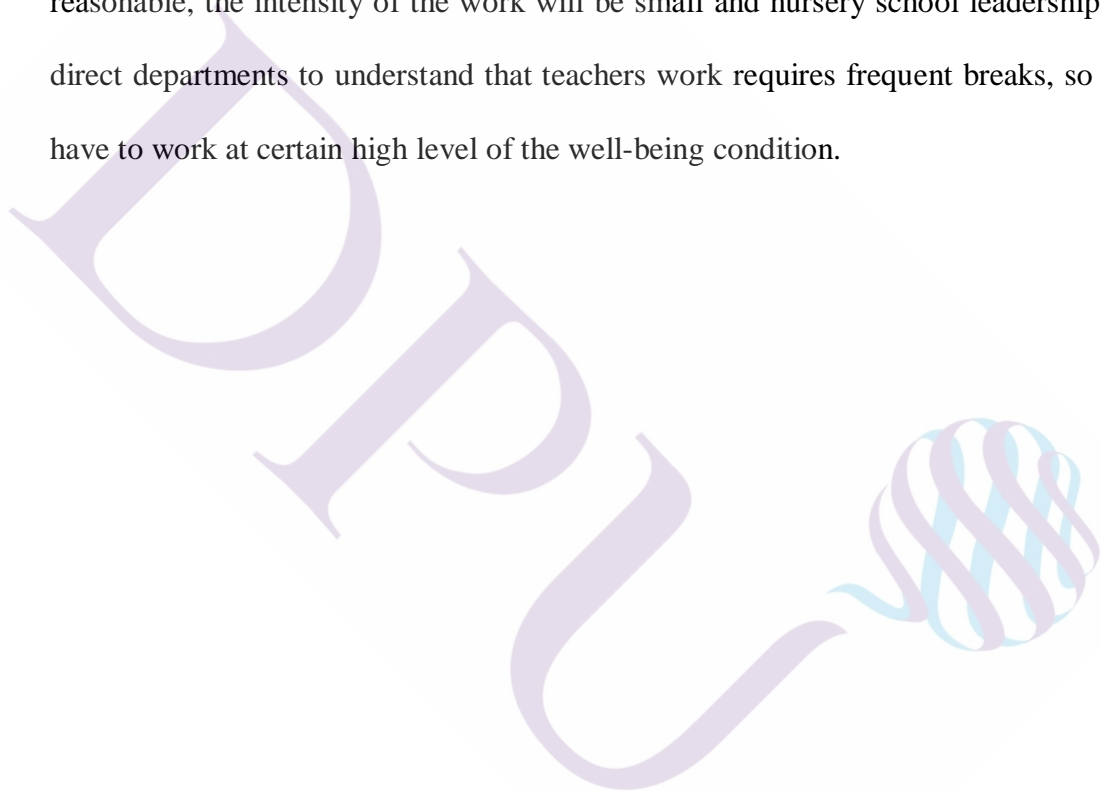 reasonable, the intensity of the work will be small and nursery school leadership
direct departments to understand that teachers work requires frequent breaks, so
have to work at certain high level of the well-being condition.
DPU